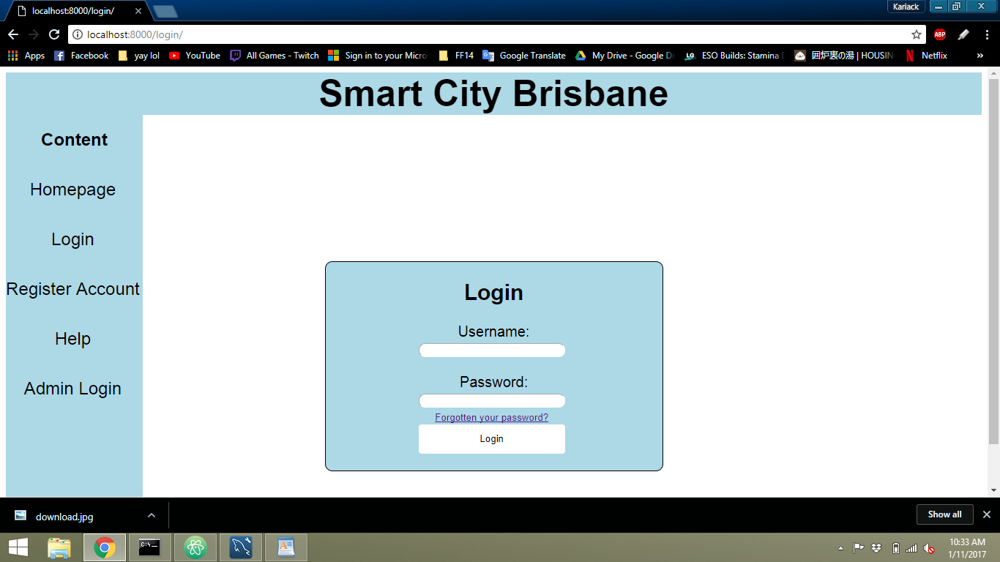 localhost:8000/login/
Kariack
localhost:8000/login/
ABP
Apps Facebook yay lol YouTube All Games - Twitch Sign in to your Micro FF14 Google Translate My Drive - Google Dr LG ESO Builds: Stamina D 囲炉裏の湯 | HOUSIN Netflix »
Smart City Brisbane
Content
Homepage
Login
Register Account
Help
Admin Login
Login
Username:
Password:
Forgotten your password?
Login
download.jpg
Show all
C:\_
10:33 AM
1/11/2017